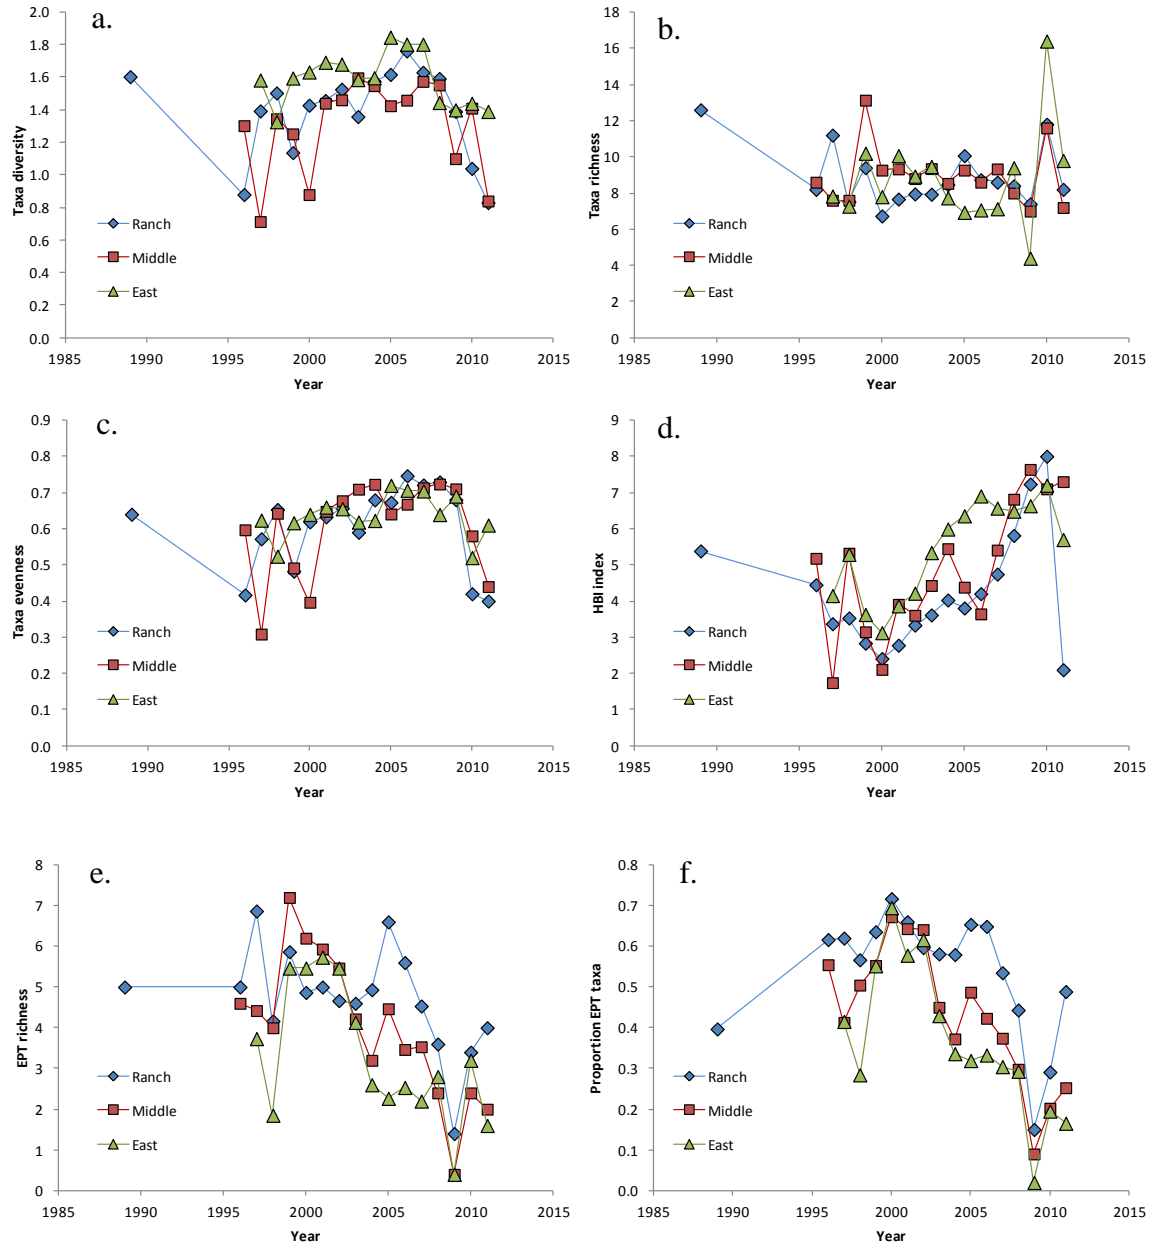 a.
2.0
1.8
1.6
1.4
1.2
1.0
0.8
0.6
0.4
0.2
0.0
Taxa diversity
Ranch
Middle
East
1985 1990 1995 2000 2005 2010 2015
Year
b.
18
16
14
12
10
8
6
4
2
0
Taxa richness
Ranch
Middle
East
1985 1990 1995 2000 2005 2010 2015
Year
c.
0.9
0.8
0.7
0.6
0.5
0.4
0.3
0.2
0.1
0.0
Taxa evenness
Ranch
Middle
East
1985 1990 1995 2000 2005 2010 2015
Year
d.
9
8
7
6
5
4
3
2
1
0
HBI index
Ranch
Middle
East
1985 1990 1995 2000 2005 2010 2015
Year
e.
8
7
6
5
4
3
2
1
0
EPT richness
Ranch
Middle
East
1985 1990 1995 2000 2005 2010 2015
Year
f.
0.8
0.7
0.6
0.5
0.4
0.3
0.2
0.1
0.0
Proportion EPT taxa
Ranch
Middle
East
1985 1990 1995 2000 2005 2010 2015
Year